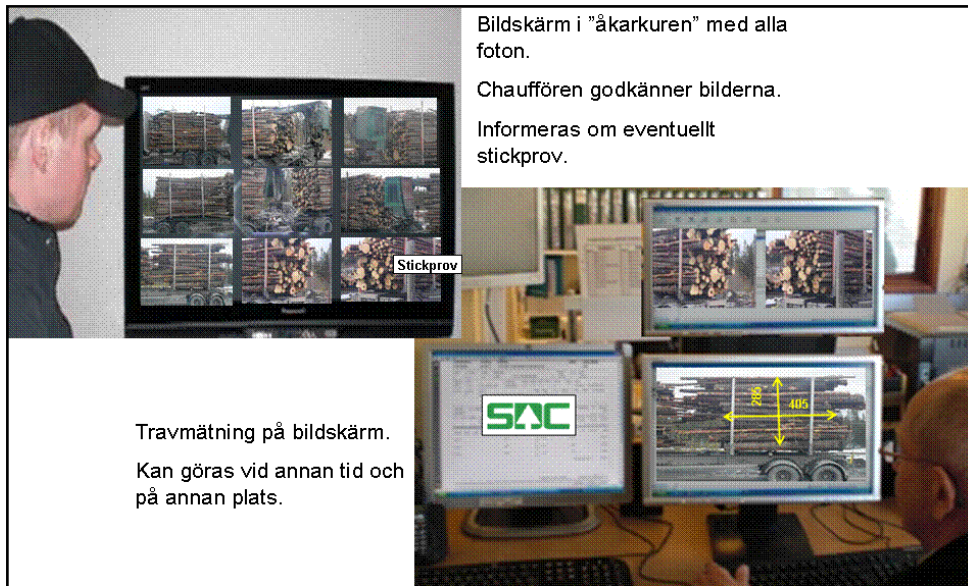 Bildskärm i ”åkarkuren” med alla
foton.
Chauffören godkänner bilderna.
Informeras om eventuellt
stickprov.
Stickprov
285
405
SDC
Travmätning på bildskärm.
Kan göras vid annan tid och
på annan plats.